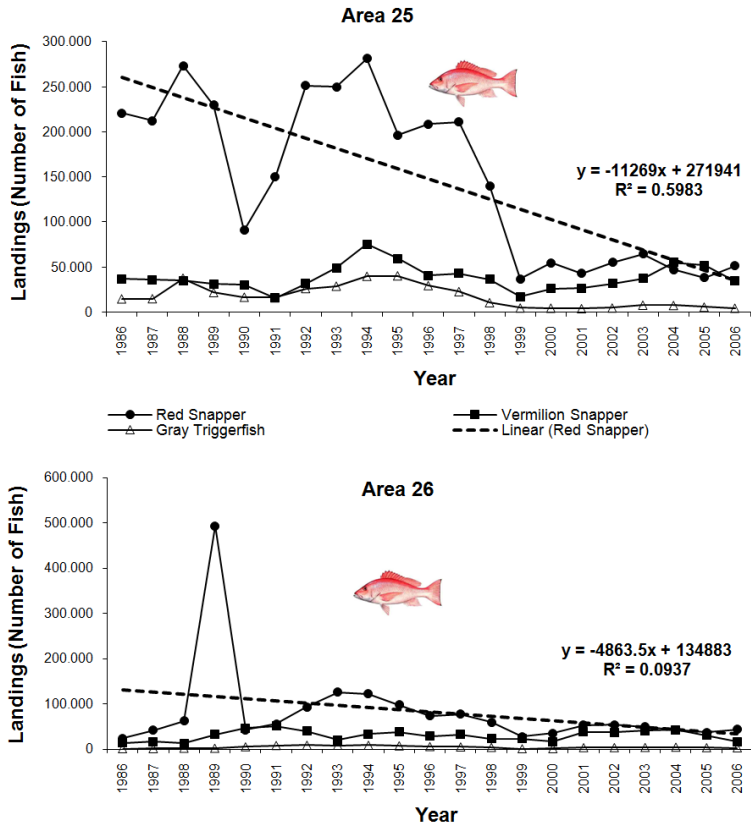 Area 25
Landings (Number of Fish)
300.000
250.000
200.000
150.000
100.000
50.000
0
y = -11269x + 271941
R² = 0.5983
1986 1987 1988 1989 1990 1991 1992 1993 1994 1995 1996 1997 1998 1999 2000 2001 2002 2003 2004 2005 2006
Year
Red Snapper
Vermilion Snapper
Gray Triggerfish
Linear (Red Snapper)
Area 26
Landings (Number of Fish)
600.000
500.000
400.000
300.000
200.000
100.000
0
y = -4863.5x + 134883
R² = 0.0937
1986 1987 1988 1989 1990 1991 1992 1993 1994 1995 1996 1997 1998 1999 2000 2001 2002 2003 2004 2005 2006
Year